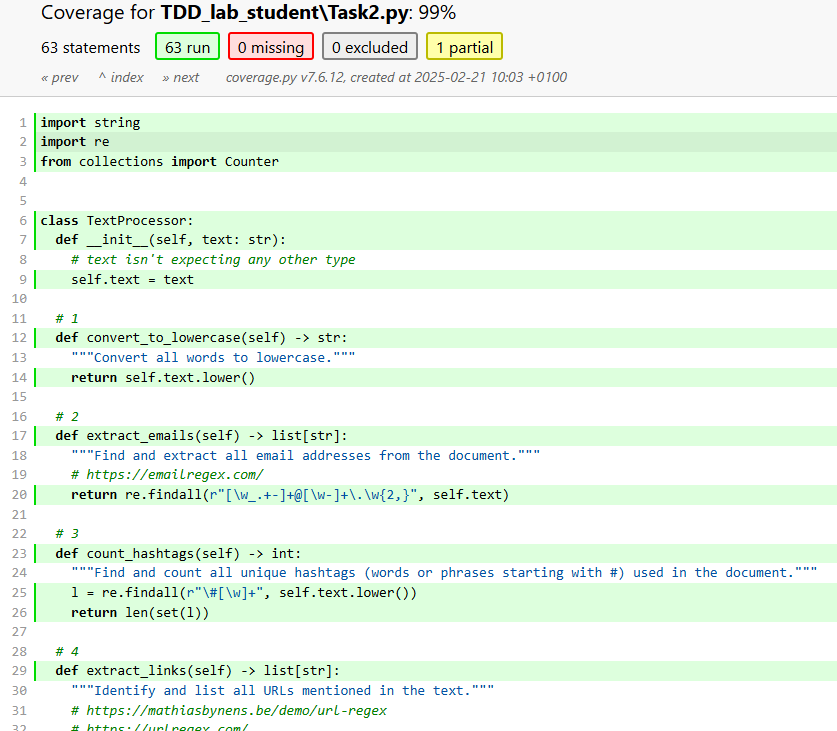 Coverage for TDD_lab_student\Task2.py: 99%
63 statements 63 run 0 missing 0 excluded 1 partial
« prev ^ index » next coverage.py v7.6.12, created at 2025-02-21 10:03 +0100
1 import string
2 import re
3 from collections import Counter
4
5
6 class TextProcessor:
7 def __init__(self, text: str):
8 # text isn't expecting any other type
9 self.text = text
10
11 # 1
12 def convert_to_lowercase(self) -> str:
13 """Convert all words to lowercase."""
14 return self.text.lower()
15
16 # 2
17 def extract_emails(self) -> list[str]:
18 """Find and extract all email addresses from the document."""
19 # https://emailregex.com/
20 return re.findall(r"[\w_.+-]+@[\w-]+\.\w{2,}", self.text)
21
22 # 3
23 def count_hashtags(self) -> int:
24 """Find and count all unique hashtags (words or phrases starting with #) used in the document."""
25 l = re.findall(r"\#[\w]+", self.text.lower())
26 return len(set(l))
27
28 # 4
29 def extract_links(self) -> list[str]:
30 """Identify and list all URLs mentioned in the text."""
31 # https://mathiasbynens.be/demo/url-regex
32 # https://urlregex.com/